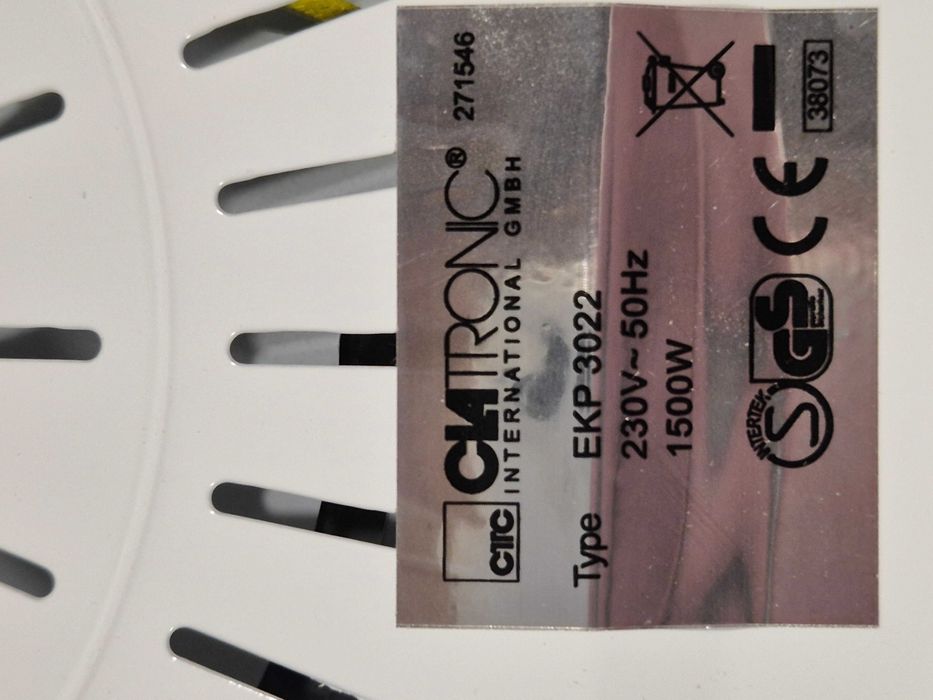 CTC CLATRONIC® 271546
INTERNATIONAL GMBH
Type EKP 3022
230V~ 50Hz
1500W
INTERTEK S GS CE
38073